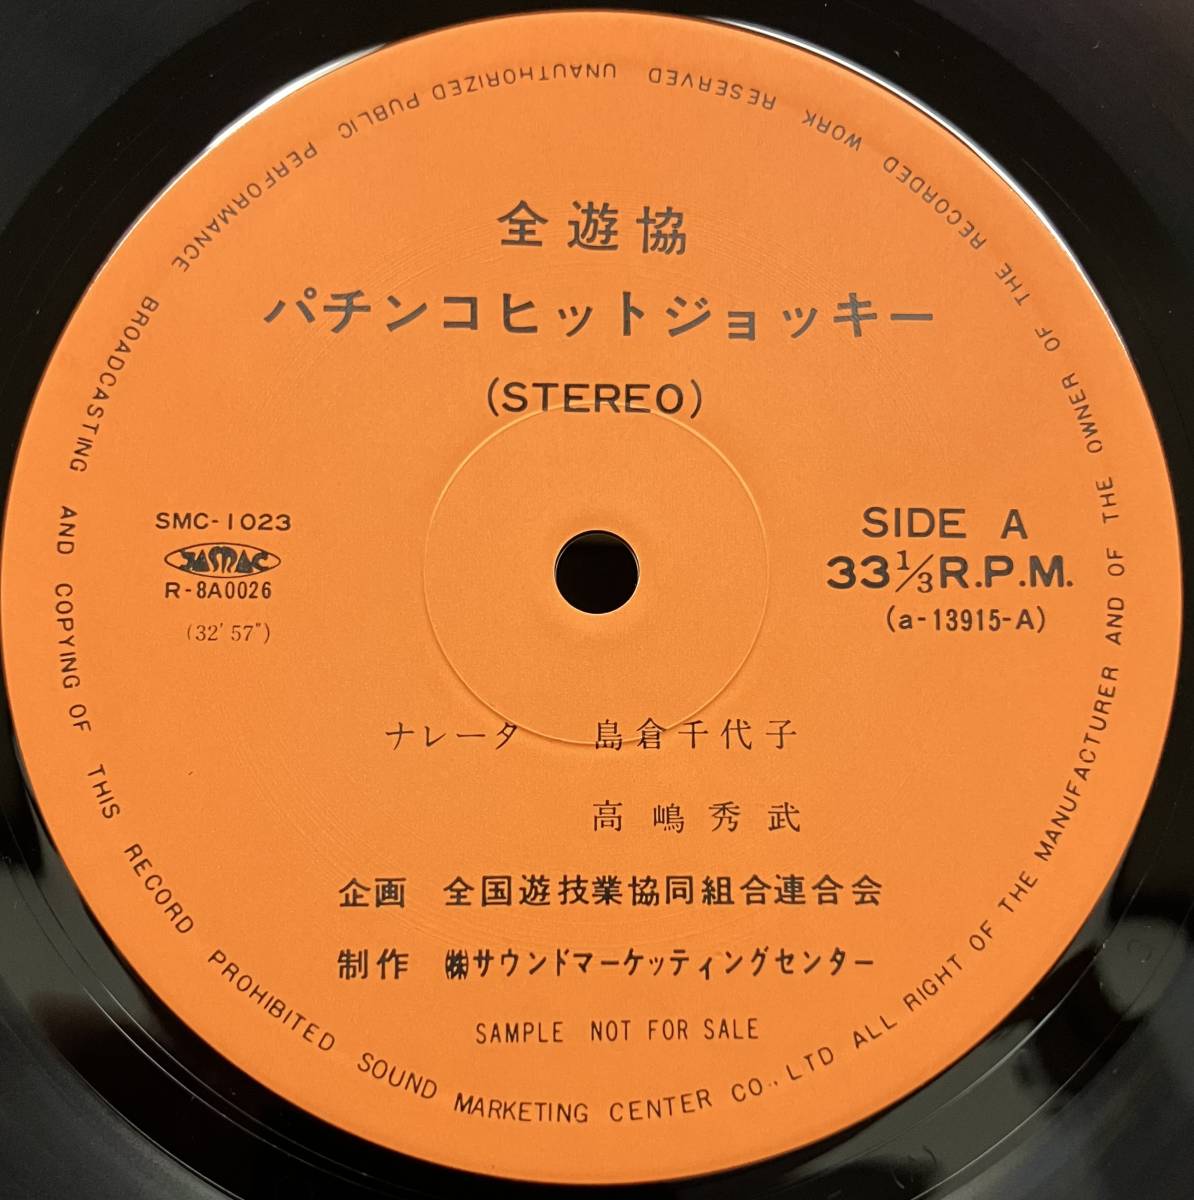 全遊協
パチンコヒットジョッキー
(STEREO)
SMC-1023
JASMAC
R-8A0026
(32′57″)
SIDE A
33 1/3 R.P.M.
(a-13915-A)
ナレータ 島倉千代子
高嶋秀武
企画 全国遊技業協同組合連合会
制作 ㈱サウンドマーケッティングセンター
SAMPLE NOT FOR SALE
SOUND MARKETING CENTER CO., LTD ALL RIGHT OF THE MANUFACTURER AND OF THE OWNER OF THE RECORDED WORK RESERVED UNAUTHORIZED PUBLIC PERFORMANCE BROADCASTING AND COPYING OF THIS RECORD PROHIBITED